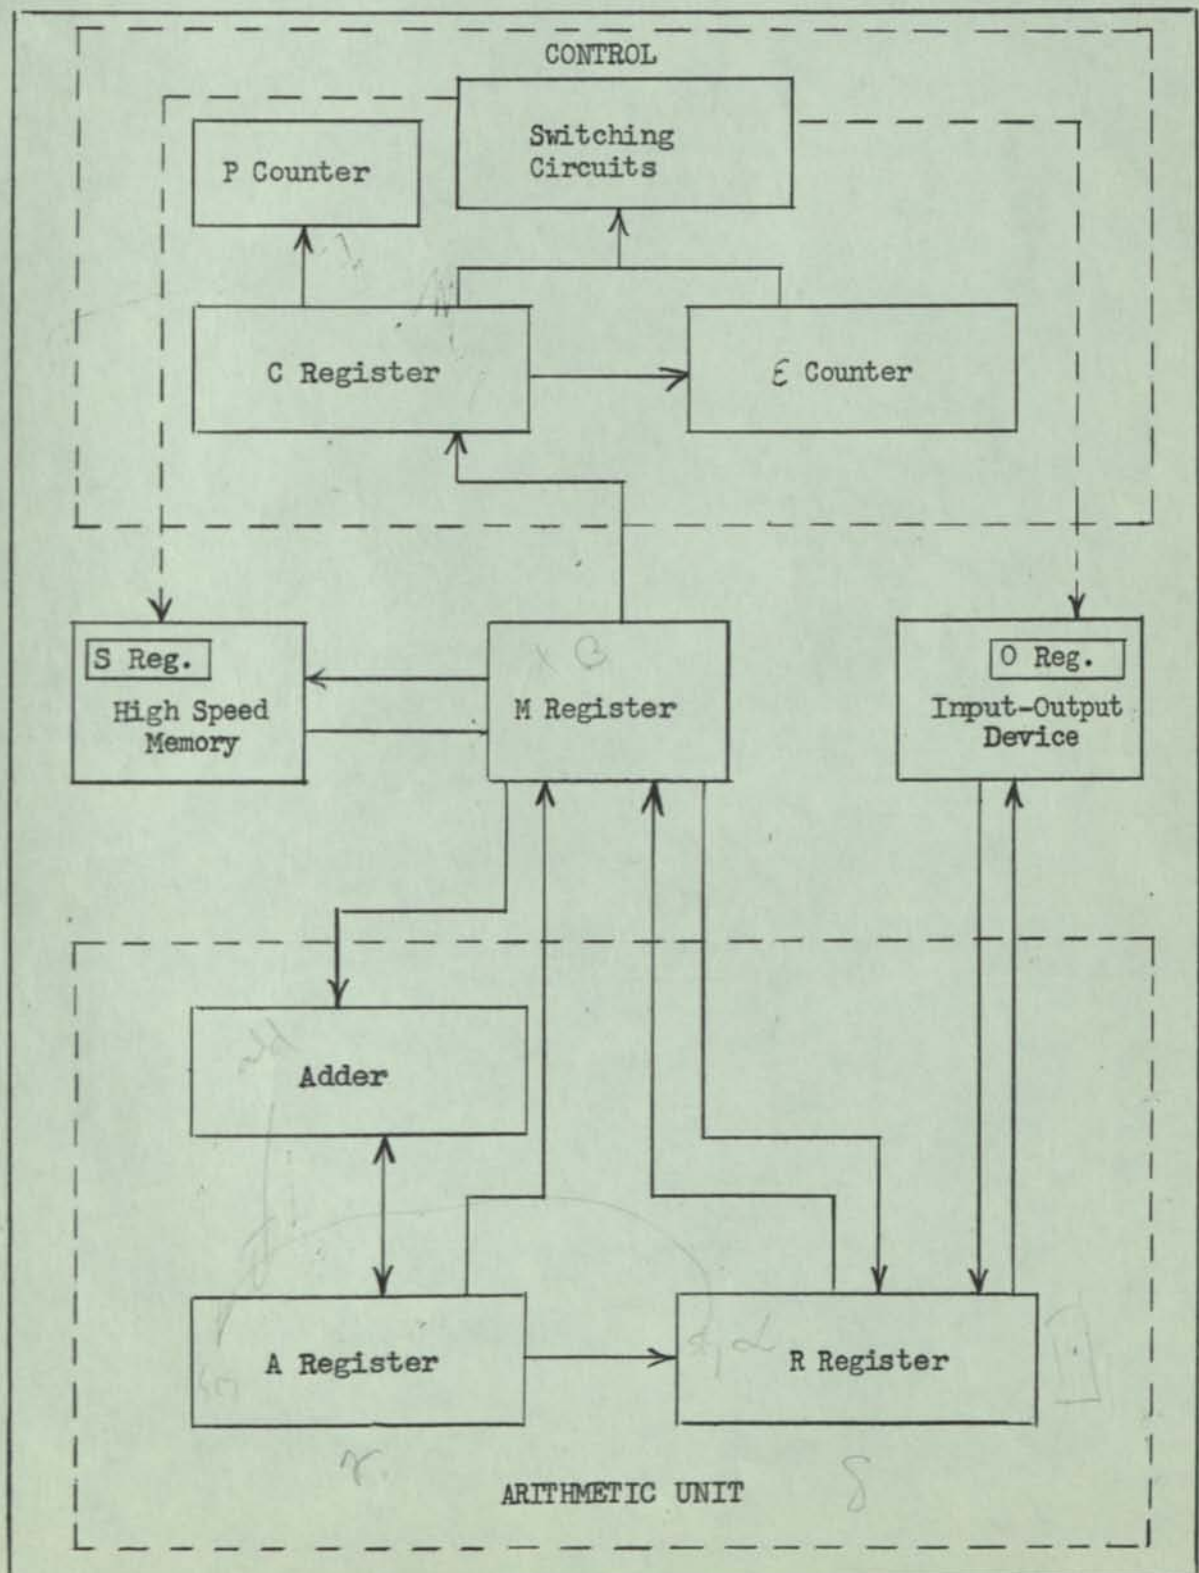 CONTROL
Switching
Circuits
P Counter
C Register
Ɛ Counter
S Reg.
High Speed
Memory
M Register
O Reg.
Input-Output
Device
Adder
A Register
R Register
ARITHMETIC UNIT
δ